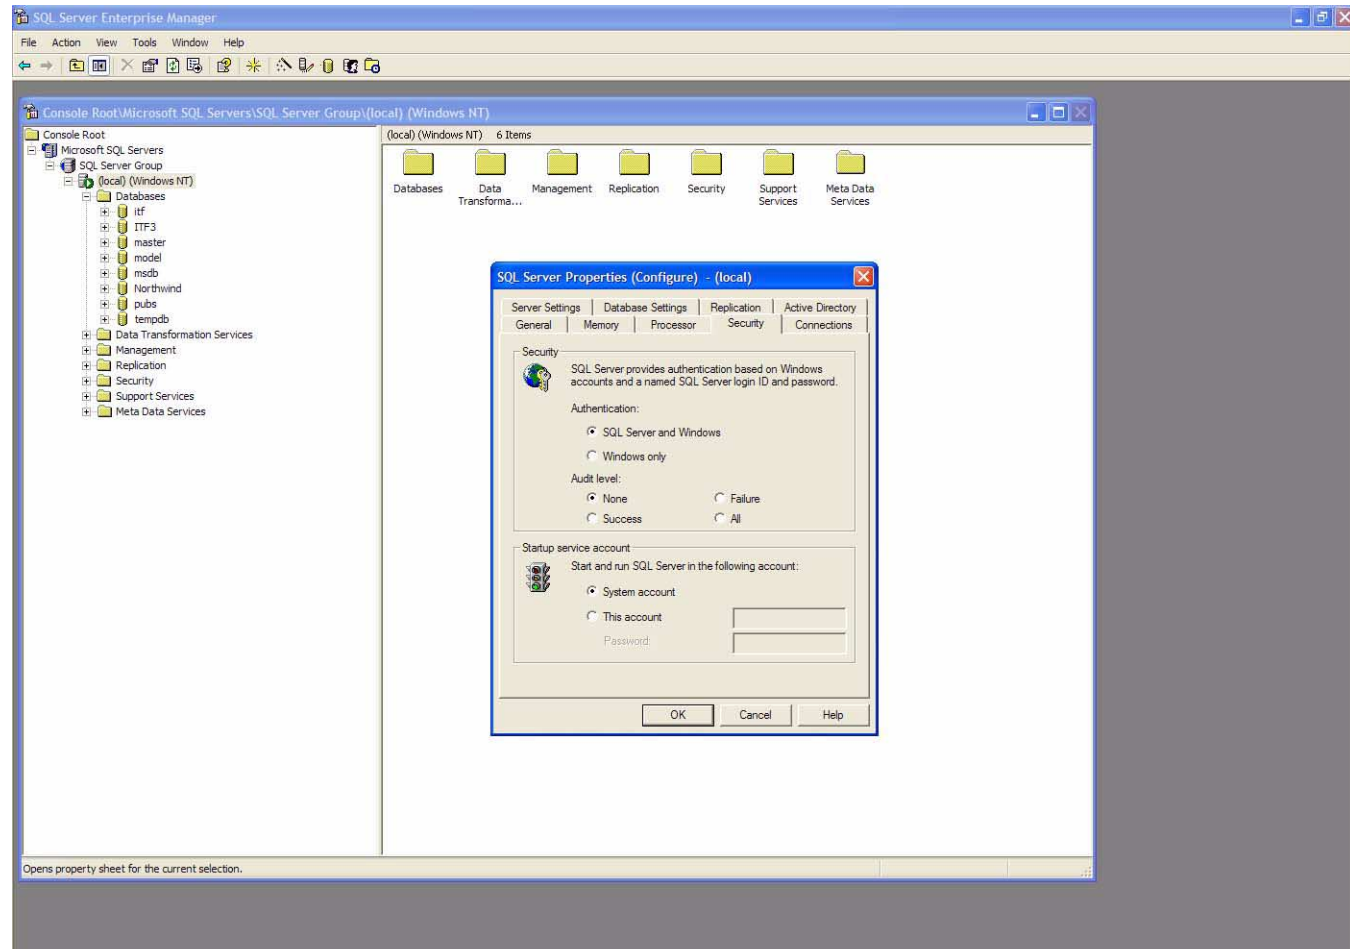 SQL Server Enterprise Manager
File Action View Tools Window Help
Console Root\Microsoft SQL Servers\SQL Server Group\(local) (Windows NT)
Console Root
Microsoft SQL Servers
SQL Server Group
(local) (Windows NT)
Databases
itf
ITF3
master
model
msdb
Northwind
pubs
tempdb
Data Transformation Services
Management
Replication
Security
Support Services
Meta Data Services
(local) (Windows NT) 6 Items
Databases Data Transforma... Management Replication Security Support Services Meta Data Services
SQL Server Properties (Configure) - (local)
Server Settings Database Settings Replication Active Directory
General Memory Processor Security Connections
Security
SQL Server provides authentication based on Windows
accounts and a named SQL Server login ID and password.
Authentication:
SQL Server and Windows
Windows only
Audit level:
None Failure
Success All
Startup service account
Start and run SQL Server in the following account:
System account
This account
Password:
OK Cancel Help
Opens property sheet for the current selection.